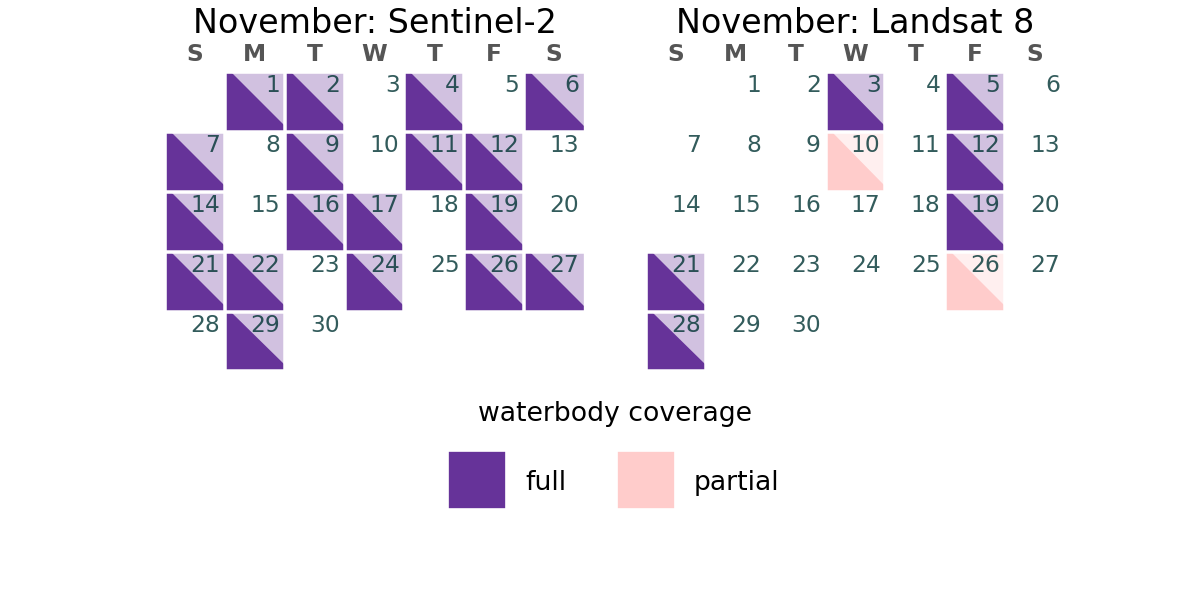 November: Sentinel-2
S M T W T F S
1 2 3 4 5 6
7 8 9 10 11 12 13
14 15 16 17 18 19 20
21 22 23 24 25 26 27
28 29 30
November: Landsat 8
S M T W T F S
1 2 3 4 5 6
7 8 9 10 11 12 13
14 15 16 17 18 19 20
21 22 23 24 25 26 27
28 29 30
waterbody coverage
full partial